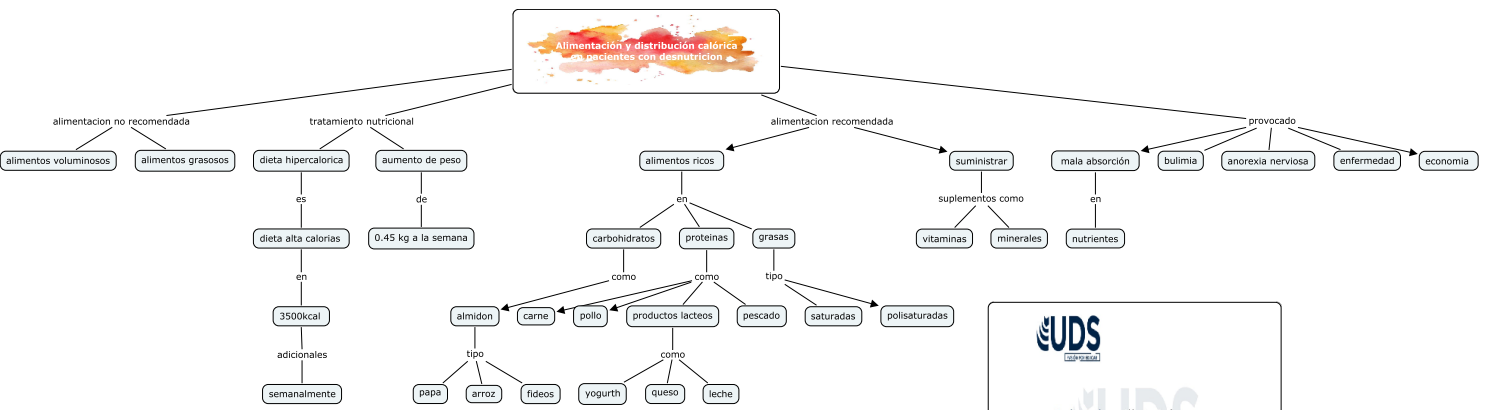 Alimentación y distribución calórica
en pacientes con desnutricion
alimentacion no recomendada
tratamiento nutricional
alimentacion recomendada
provocado
alimentos voluminosos
alimentos grasosos
dieta hipercalorica
aumento de peso
alimentos ricos
suministrar
mala absorción
bulimia
anorexia nerviosa
enfermedad
economia
es
de
en
suplementos como
en
dieta alta calorias
0.45 kg a la semana
carbohidratos
proteinas
grasas
vitaminas
minerales
nutrientes
en
como
como
tipo
3500kcal
almidon
carne
pollo
productos lacteos
pescado
saturadas
polisaturadas
UDS
adicionales
tipo
como
semanalmente
papa
arroz
fideos
yogurth
queso
leche
UDS